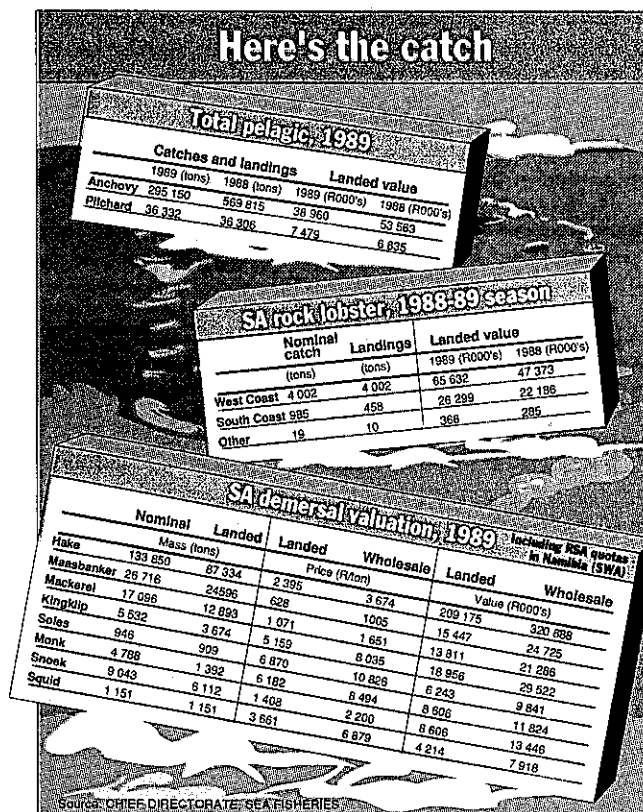 Here's the catch
Total pelagic, 1989
Catches and landings Landed value
1989 (tons) 1988 (tons) 1989 (R000's) 1988 (R000's)
Anchovy 295 150 569 815 38 960 53 563
Pilchard 36 332 36 306 7 479 6 835
SA rock lobster, 1988-89 season
Nominal catch Landings Landed value
(tons) (tons) 1989 (R000's) 1988 (R000's)
West Coast 4 002 4 002 65 632 47 373
South Coast 985 458 26 299 22 186
Other 19 10 366 285
SA demersal valuation, 1989 including RSA quotas
in Namibia (SWA)
Nominal Landed Landed Wholesale Landed Wholesale
Mass (tons) Price (R/ton) Value (R000's)
Hake 133 850 87 334 2 395 3 674 209 175 320 888
Maasbanker 26 716 24596 628 1005 15 447 24 725
Mackerel 17 096 12 893 1 071 1 651 13 811 21 286
Kingklip 5 532 3 674 5 159 8 035 18 956 29 522
Soles 946 909 6 870 10 826 6 243 9 841
Monk 4 788 1 392 6 182 8 494 8 606 11 824
Snoek 9 043 6 112 1 408 2 200 8 606 13 446
Squid 1 151 1 151 3 661 6 879 4 214 7 918
Source: CHIEF DIRECTORATE, SEA FISHERIES